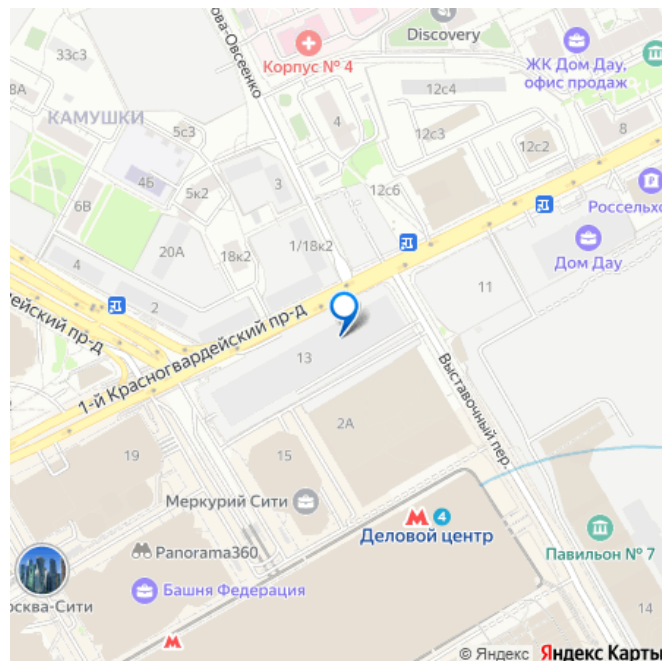 33с3
ова-Овсеенко
Discovery
Корпус № 4
ЖК Дом Дау,
офис продаж
8А
КАМУШКИ
5с3
4
12с4
12с3
8
12с2
4Б
5к2
3
12с6
6В
Россельхо
20А
18к2
1/18к2
Дом Дау
4
2
11
дейский пр-д
1-й Красногвардейский пр-д
13
Выставочный пер.
2А
19
15
Меркурий Сити
М 4
Деловой центр
Panorama360
Павильон № 7
Башня Федерация
осква-Сити
14
М
© Яндекс Яндекс Карты